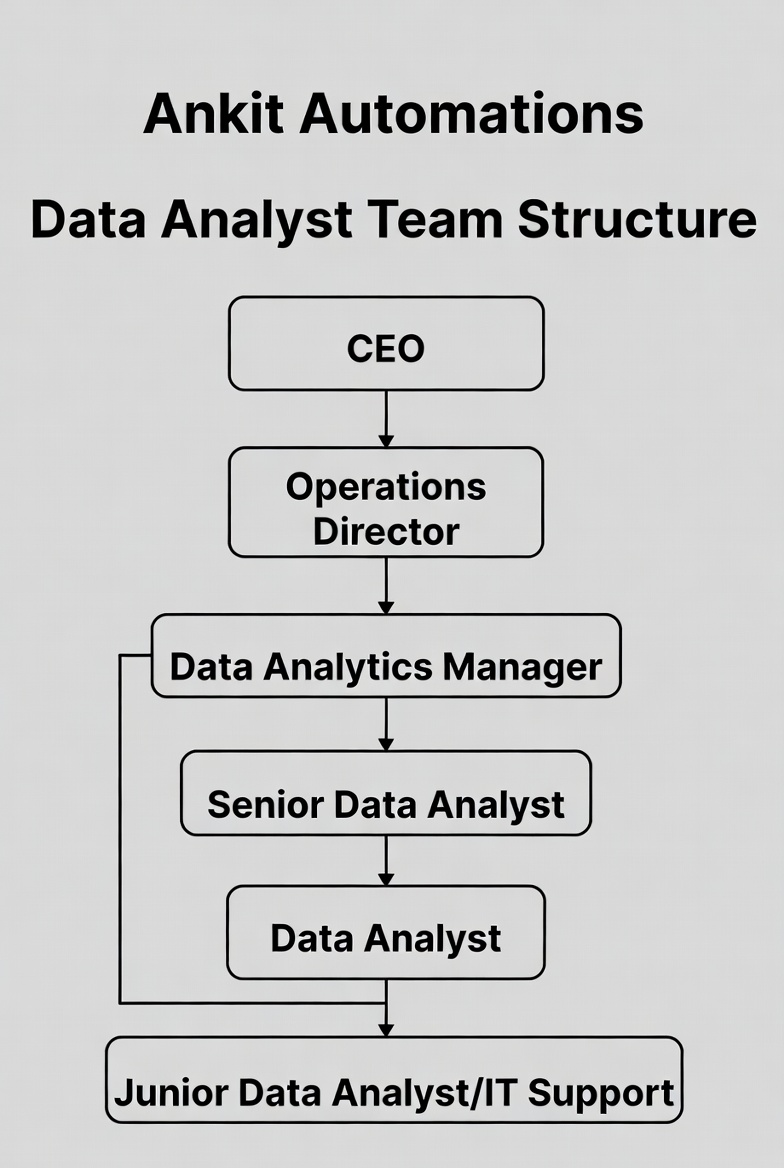 Ankit Automations
Data Analyst Team Structure
CEO
Operations
Director
Data Analytics Manager
Senior Data Analyst
Data Analyst
Junior Data Analyst/IT Support